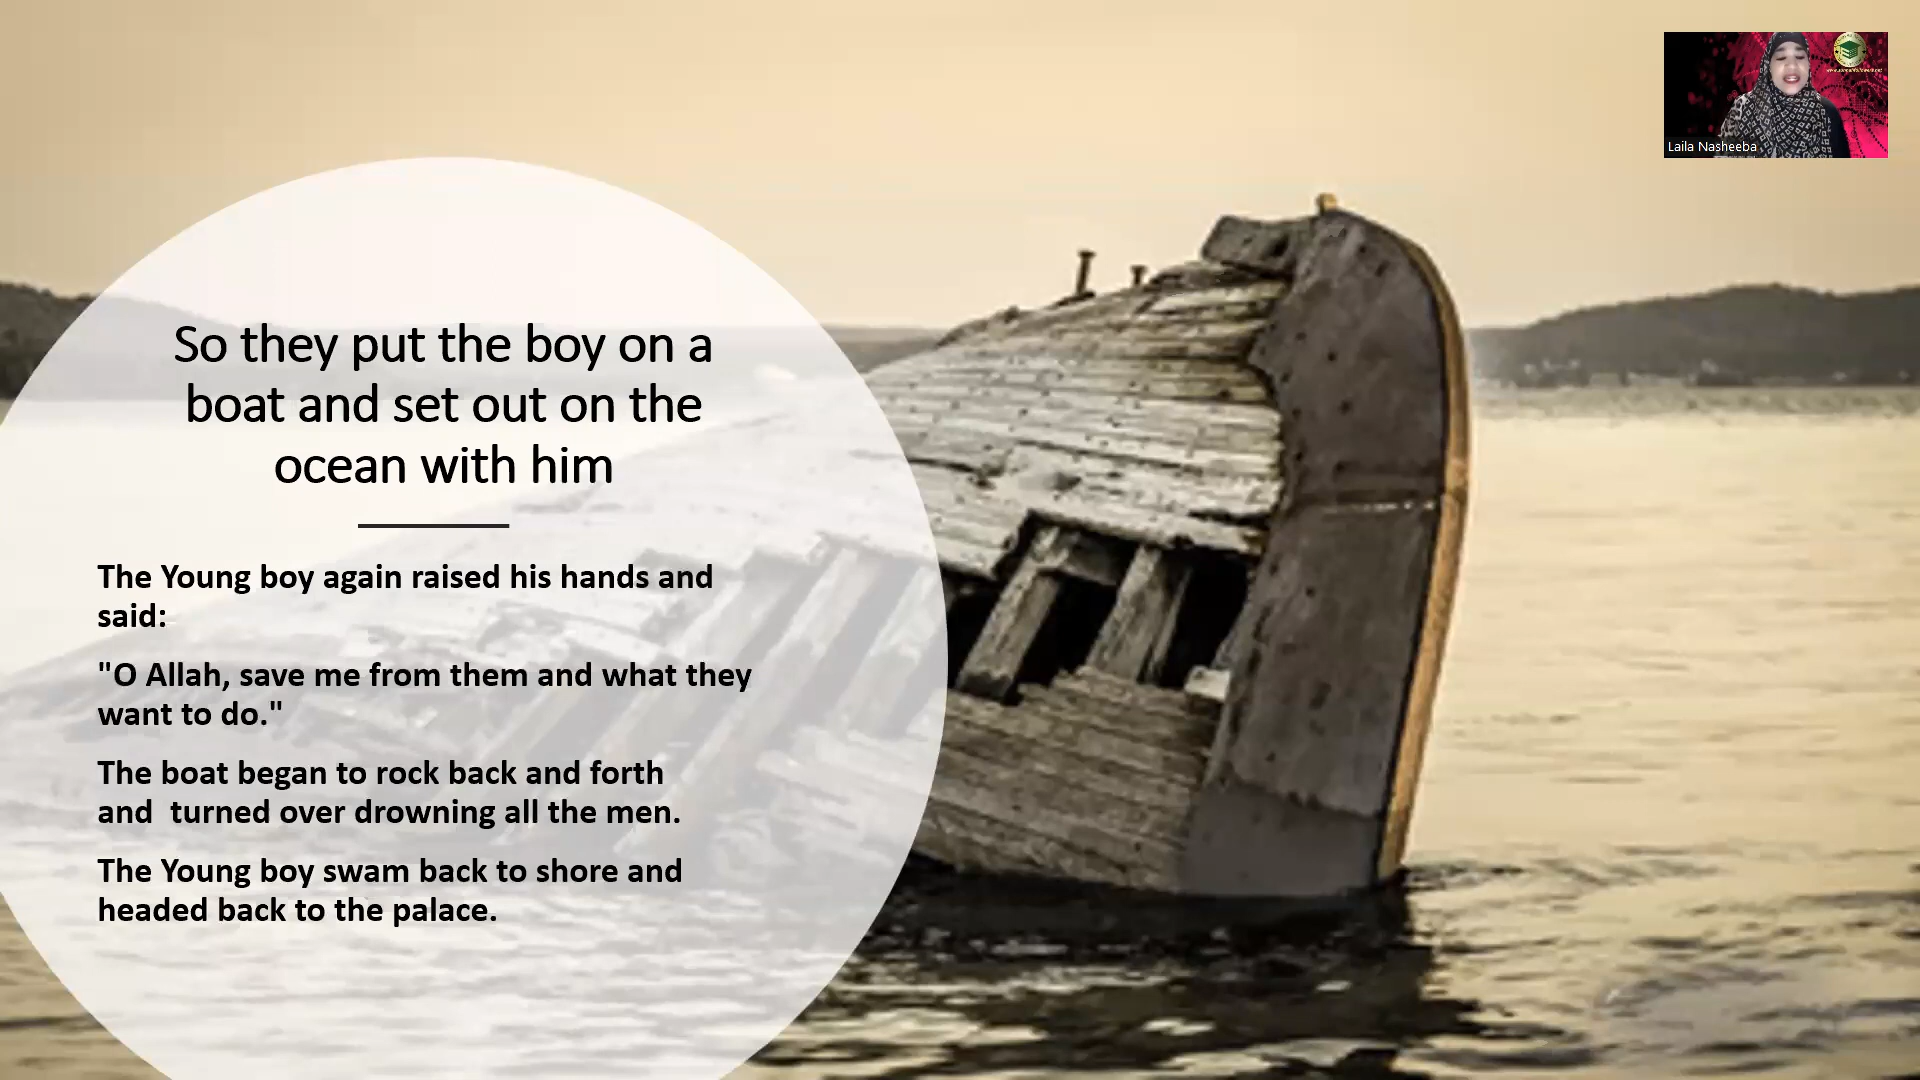 Laila Nasheeba
So they put the boy on a
boat and set out on the
ocean with him
The Young boy again raised his hands and
said:
"O Allah, save me from them and what they
want to do."
The boat began to rock back and forth
and  turned over drowning all the men.
The Young boy swam back to shore and
headed back to the palace.